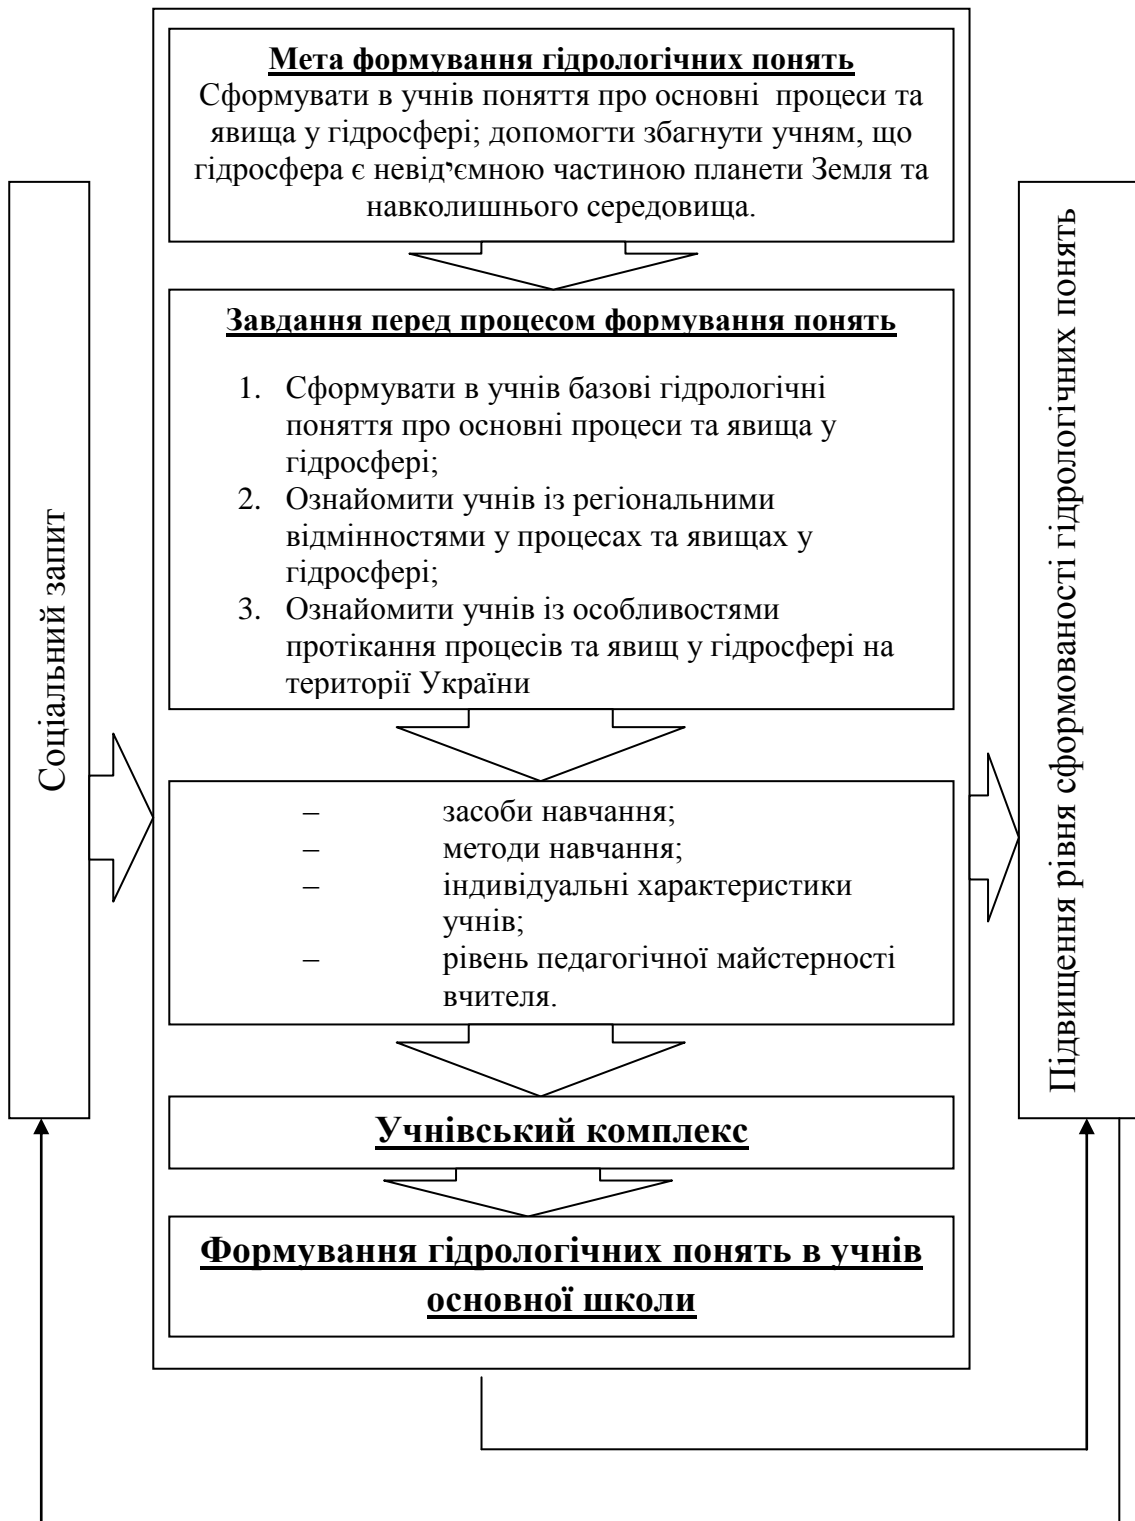 Мета формування гідрологічних понять
Сформувати в учнів поняття про основні процеси та
явища у гідросфері; допомогти збагнути учням, що
гідросфера є невід'ємною частиною планети Земля та
навколишнього середовища.
Завдання перед процесом формування понять
1. Сформувати в учнів базові гідрологічні
поняття про основні процеси та явища у
гідросфері;
2. Ознайомити учнів із регіональними
відмінностями у процесах та явищах у
гідросфері;
3. Ознайомити учнів із особливостями
протікання процесів та явищ у гідросфері на
території України
– засоби навчання;
– методи навчання;
– індивідуальні характеристики
учнів;
– рівень педагогічної майстерності
вчителя.
Учнівський комплекс
Формування гідрологічних понять в учнів
основної школи
Соціальний запит
Підвищення рівня сформованості гідрологічних понять